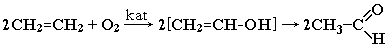 2CH₂=CH₂ + O₂ —kat→ 2[CH₂=CH-OH] → 2CH₃-C(=O)H